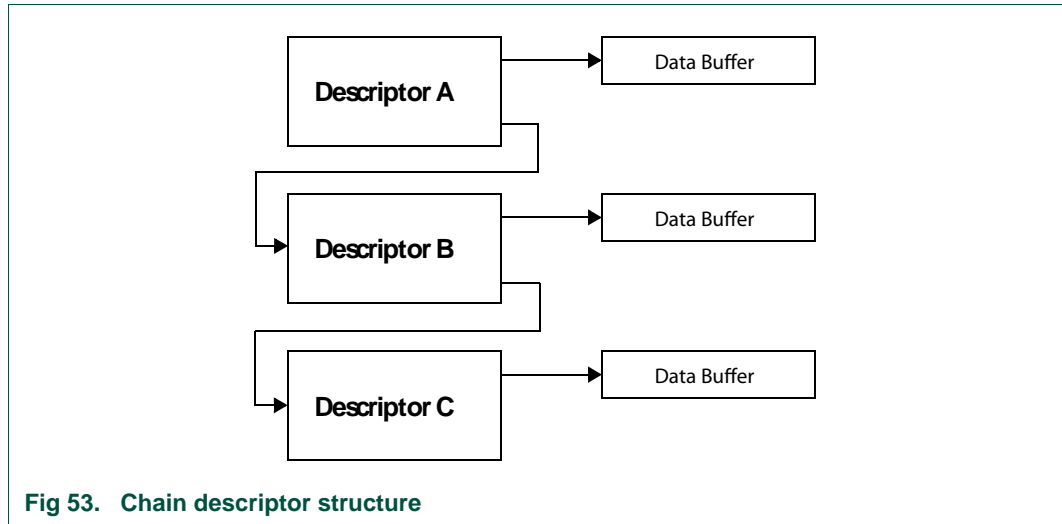 Descriptor A
Data Buffer
Descriptor B
Data Buffer
Descriptor C
Data Buffer
Fig 53. Chain descriptor structure